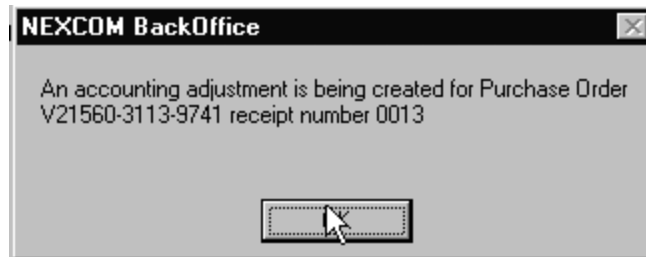 NEXCOM BackOffice
An accounting adjustment is being created for Purchase Order
V21560-3113-9741 receipt number 0013